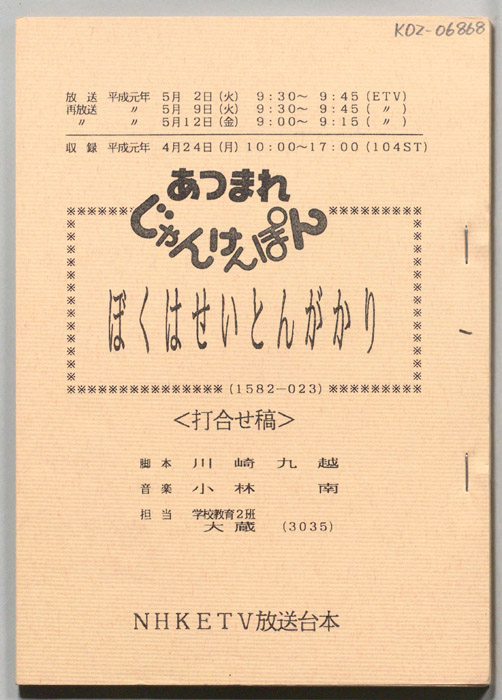 KDZ-06868
放送 平成元年 5月 2日(火) 9:30〜 9:45(ETV)
再放送 〃 5月 9日(火) 9:30〜 9:45( 〃 )
〃 〃 5月12日(金) 9:00〜 9:15( 〃 )
収録 平成元年 4月24日(月)10:00〜17:00(104ST)
あつまれ
じゃんけんぽん
ぼくはせいとんがかり
(1582-023)
<打合せ稿>
脚本 川崎九越
音楽 小林 南
担当 学校教育2班
大蔵 (3035)
NHKETV放送台本